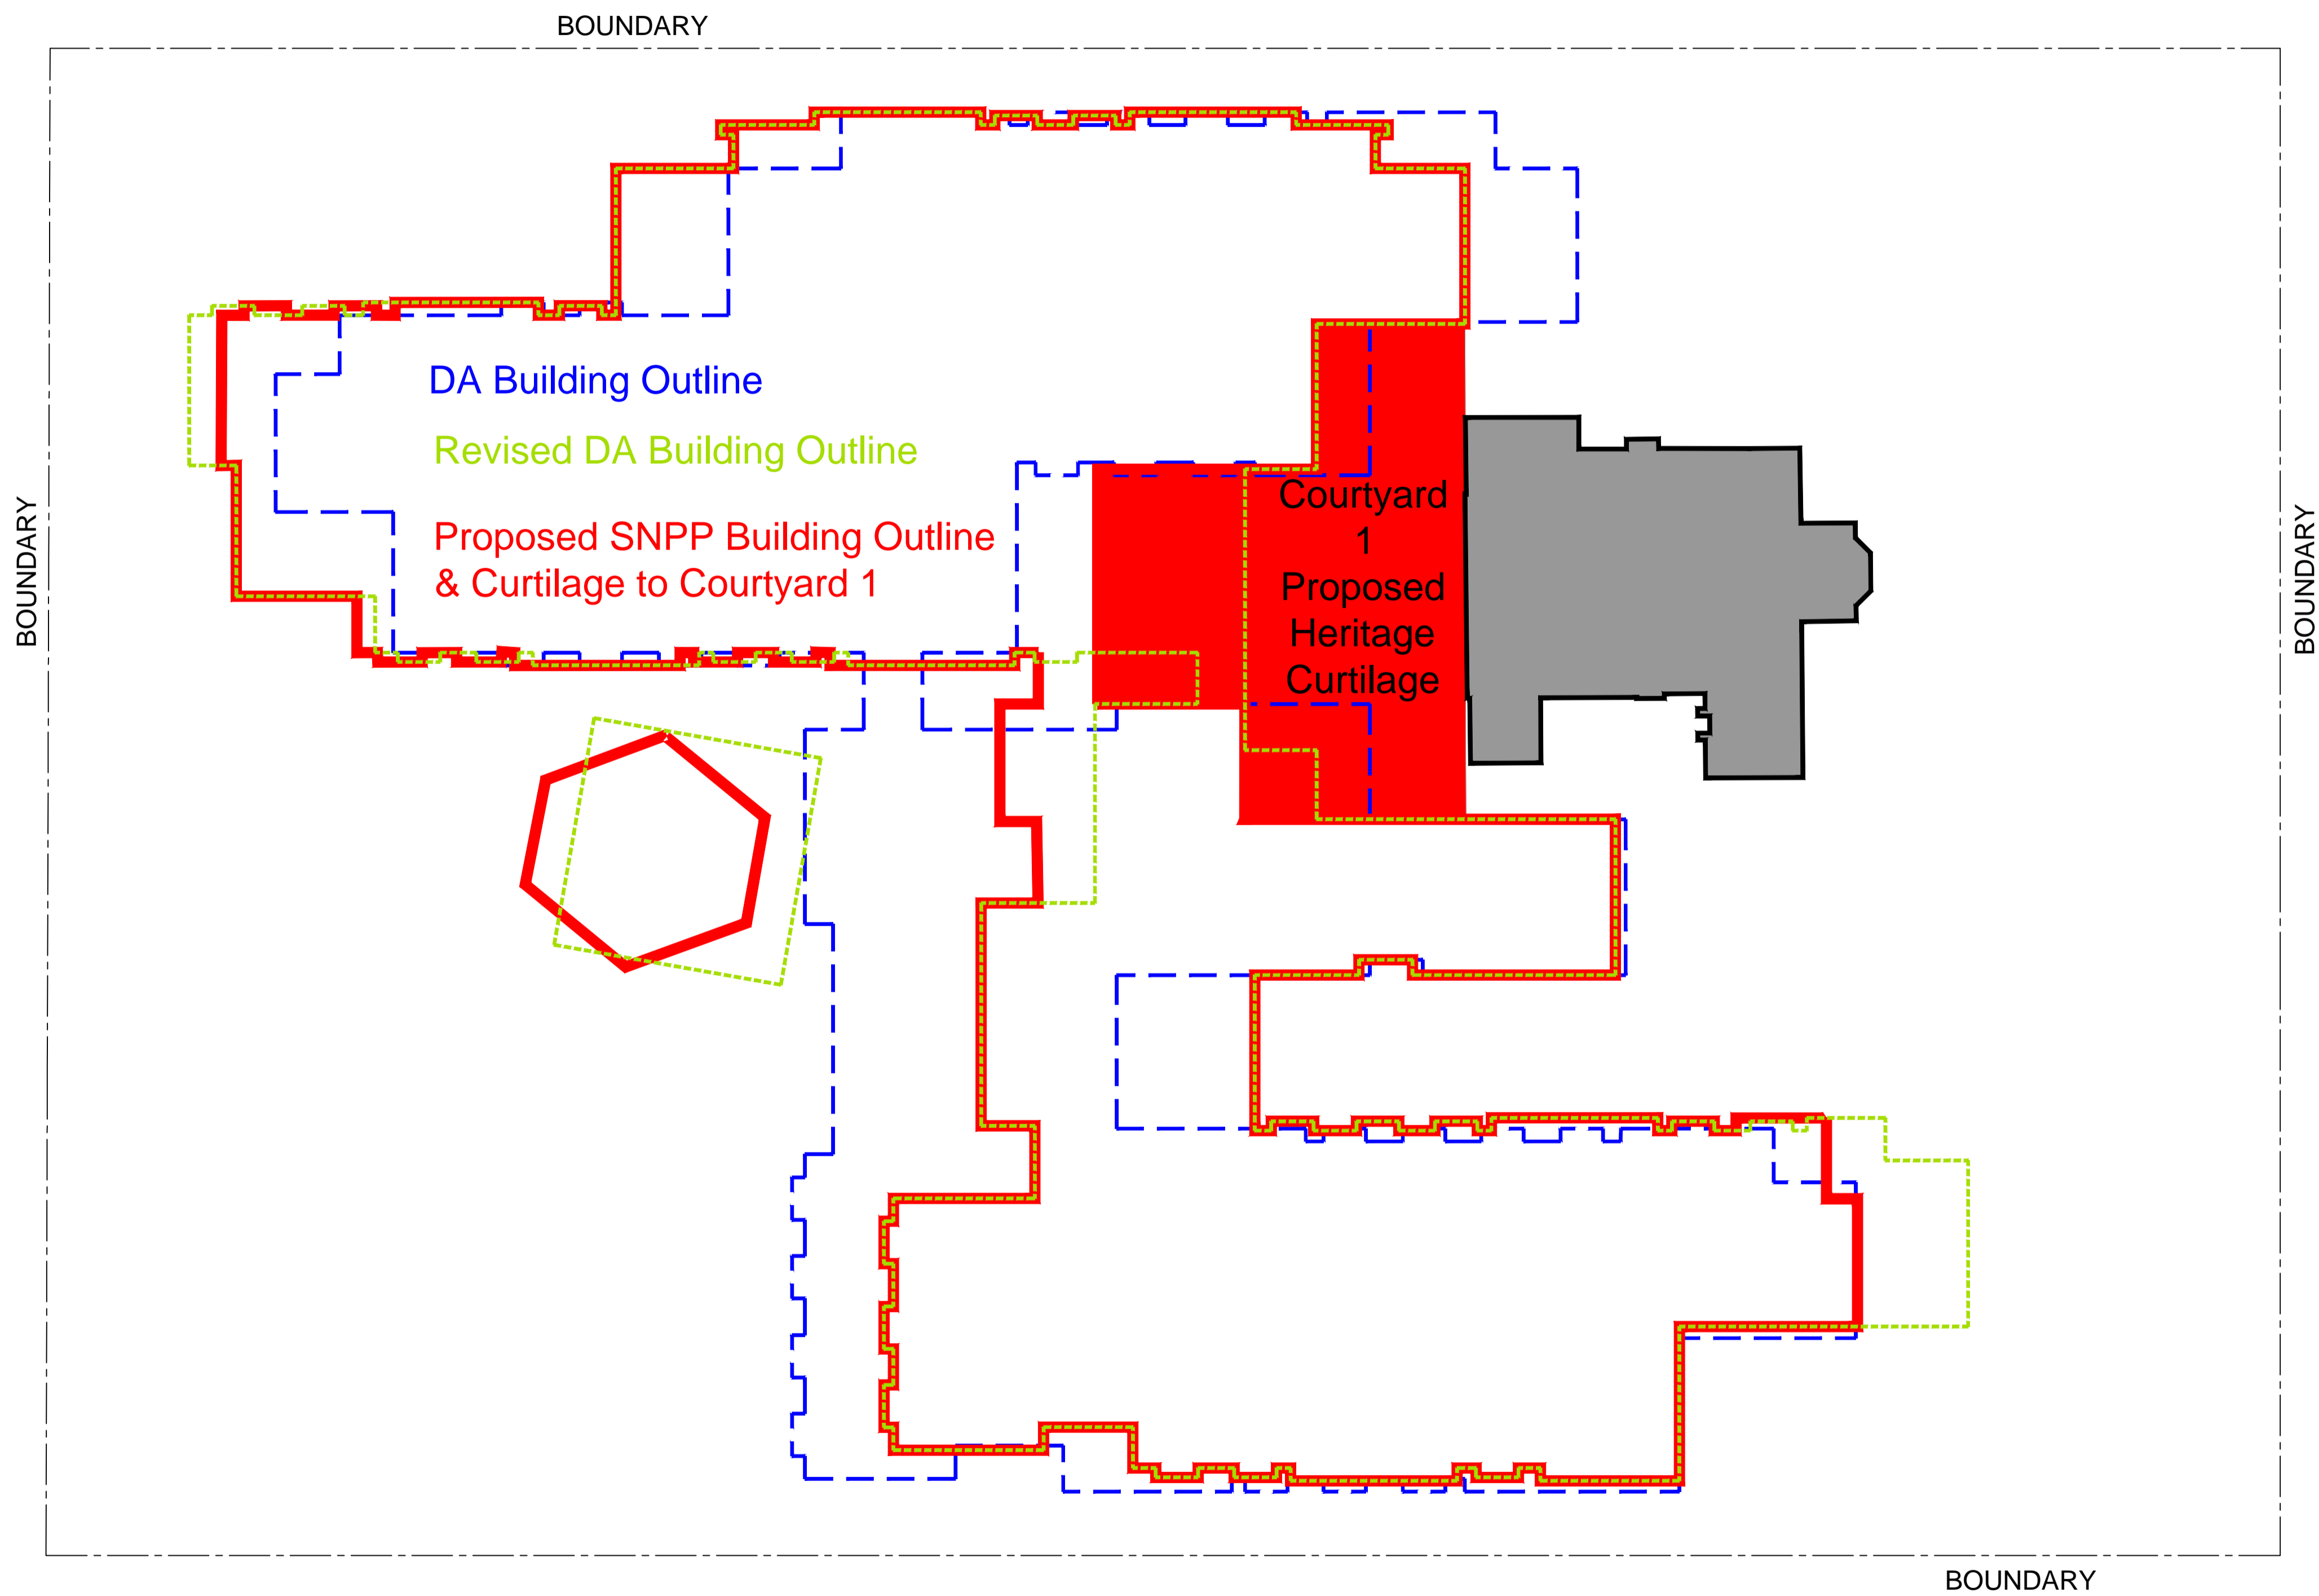 BOUNDARY
DA Building Outline
Revised DA Building Outline
Proposed SNPP Building Outline
& Curtilage to Courtyard 1
Courtyard
1
Proposed
Heritage
Curtilage
BOUNDARY
BOUNDARY
BOUNDARY